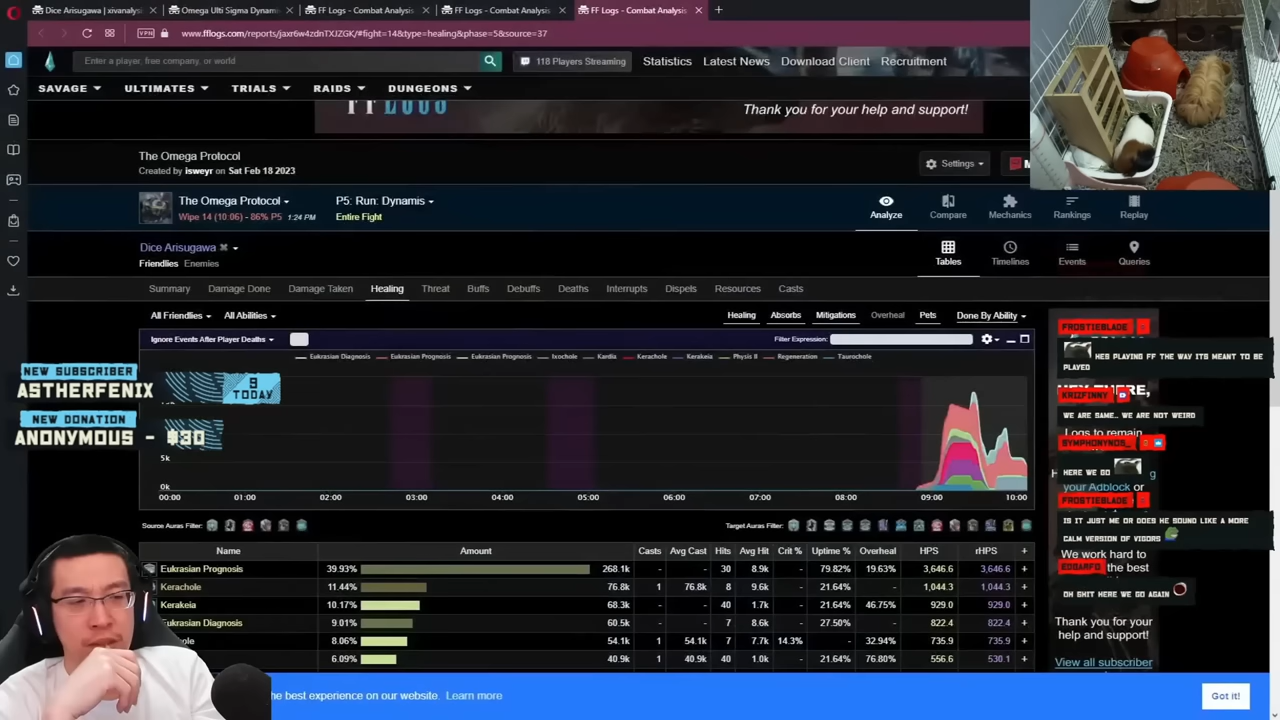 Dice Arisugawa | xivanalysis
Omega Ulti Sigma Dynam
FF Logs - Combat Analysis
FF Logs - Combat Analysis
FF Logs - Combat Analysis
VPN
www.fflogs.com/reports/jaxr6w4zdnTXJZGK/#fight=14&type=healing&phase=5&source=37
Enter a player, free company, or world
118 Players Streaming
Statistics
Latest News
Download Client
Recruitment
SAVAGE
ULTIMATES
TRIALS
RAIDS
DUNGEONS
Thank you for your help and support!
The Omega Protocol
Created by isweyr on Sat Feb 18 2023
Settings
The Omega Protocol
Wipe 14 (10:06) - 86% P5 1:24 PM
P5: Run: Dynamis
Entire Fight
Analyze
Compare
Mechanics
Rankings
Replay
Dice Arisugawa
Friendlies Enemies
Tables
Timelines
Events
Queries
Summary
Damage Done
Damage Taken
Healing
Threat
Buffs
Debuffs
Deaths
Interrupts
Dispels
Resources
Casts
All Friendlies
All Abilities
Healing
Absorbs
Mitigations
Overheal
Pets
Done By Ability
Ignore Events After Player Deaths
Filter Expression:
Eukrasian Diagnosis
Eukrasian Prognosis
Eukrasian Prognosis
Ixochole
Kardia
Kerachole
Kerakeia
Physis II
Regeneration
Taurochole
5k
0k
00:00
01:00
03:00
04:00
05:00
06:00
07:00
08:00
09:00
10:00
Source Auras Filter:
Target Auras Filter:
Name Amount Casts Avg Cast Hits Avg Hit Crit % Uptime % Overheal HPS rHPS +
Eukrasian Prognosis 39.93% 268.1k - - 30 8.9k - 79.82% 19.63% 3,646.6 3,646.6 +
Kerachole 11.44% 76.8k 1 76.8k 8 9.6k - 21.64% - 1,044.3 1,044.3 +
Kerakeia 10.17% 68.3k - - 40 1.7k - 21.64% 46.75% 929.0 929.0 +
Eukrasian Diagnosis 9.01% 60.5k - - 7 8.6k - 27.50% - 822.4 822.4 +
8.06% 54.1k 1 54.1k 7 7.7k 14.3% - 32.94% 735.9 735.9 +
6.09% 40.9k 1 40.9k 40 1.0k - 21.64% 76.80% 556.6 530.1 +
the best experience on our website. Learn more
Got it!
NEW SUBSCRIBER
ASTHERFENIX
NEW DONATION
ANONYMOUS - $30
9
TODAY
FROSTIEBLADE
HES PLAYING FF THE WAY ITS MEANT TO BE
PLAYED
HEY THERE,
KRIZFINNY
WE ARE SAME.. WE ARE NOT WEIRD
Logs to remain
SYMPHONYNOS_
HERE WE GO
your Adblock or
FROSTIEBLADE
IS IT JUST ME OR DOES HE SOUND LIKE A MORE
CALM VERSION OF VIGORS
We work hard to
EDGARFO
the best
OH SHIT HERE WE GO AGAIN
Thank you for your
help and support!
View all subscriber